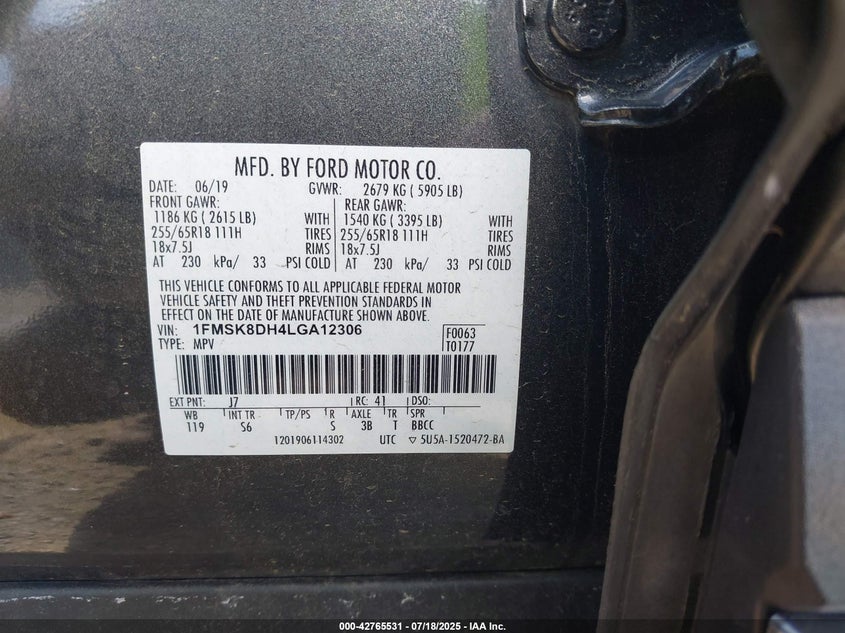 MFD. BY FORD MOTOR CO.
DATE: 06/19 GVWR: 2679 KG ( 5905 LB)
FRONT GAWR: REAR GAWR:
1186 KG ( 2615 LB) WITH 1540 KG ( 3395 LB) WITH
255/65R18 111H TIRES 255/65R18 111H TIRES
18x7.5J RIMS 18x7.5J RIMS
AT 230 kPa/ 33 PSI COLD AT 230 kPa/ 33 PSI COLD
THIS VEHICLE CONFORMS TO ALL APPLICABLE FEDERAL MOTOR
VEHICLE SAFETY AND THEFT PREVENTION STANDARDS IN
EFFECT ON THE DATE OF MANUFACTURE SHOWN ABOVE.
VIN: 1FMSK8DH4LGA12306 F0063
TYPE: MPV T0177
EXT PNT: J7 RC: 41 DSO:
WB INT TR TP/PS R AXLE TR SPR
119 S6 S 3B T BBCC
1201906114302 UTC ▽ 5U5A-1520472-BA
000-42765531 - 07/18/2025 - IAA Inc.